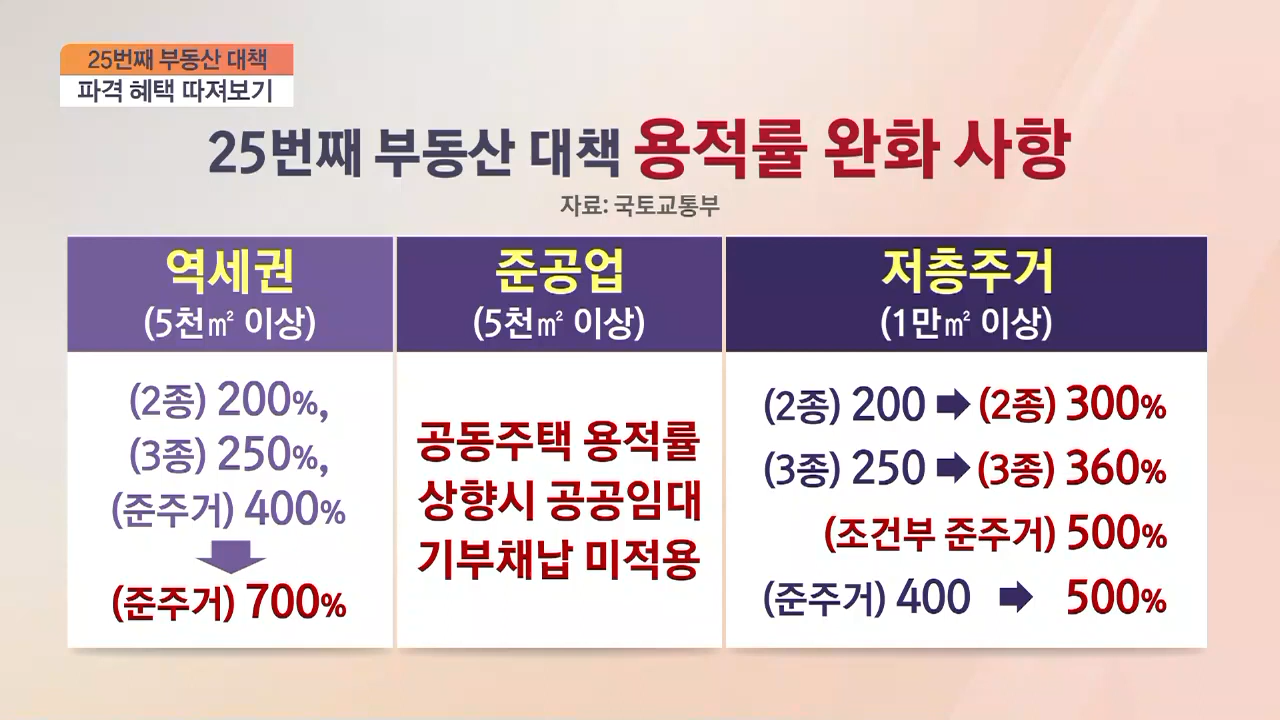 25번째 부동산 대책
파격 혜택 따져보기
25번째 부동산 대책 용적률 완화 사항
자료: 국토교통부
역세권
(5천㎡ 이상)
(2종) 200%,
(3종) 250%,
(준주거) 400%
(준주거) 700%
준공업
(5천㎡ 이상)
공동주택 용적률
상향시 공공임대
기부채납 미적용
저층주거
(1만㎡ 이상)
(2종) 200 ➡ (2종) 300%
(3종) 250 ➡ (3종) 360%
(조건부 준주거) 500%
(준주거) 400 ➡ 500%